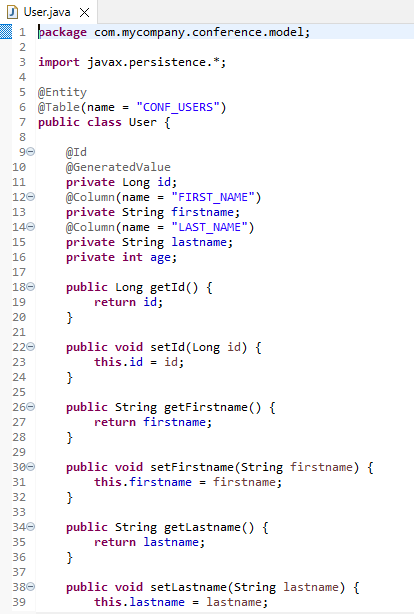 User.java
1 package com.mycompany.conference.model;
2
3 import javax.persistence.*;
4
5 @Entity
6 @Table(name = "CONF_USERS")
7 public class User {
8
9 @Id
10 @GeneratedValue
11 private Long id;
12 @Column(name = "FIRST_NAME")
13 private String firstname;
14 @Column(name = "LAST_NAME")
15 private String lastname;
16 private int age;
17
18 public Long getId() {
19 return id;
20 }
21
22 public void setId(Long id) {
23 this.id = id;
24 }
25
26 public String getFirstname() {
27 return firstname;
28 }
29
30 public void setFirstname(String firstname) {
31 this.firstname = firstname;
32 }
33
34 public String getLastname() {
35 return lastname;
36 }
37
38 public void setLastname(String lastname) {
39 this.lastname = lastname;